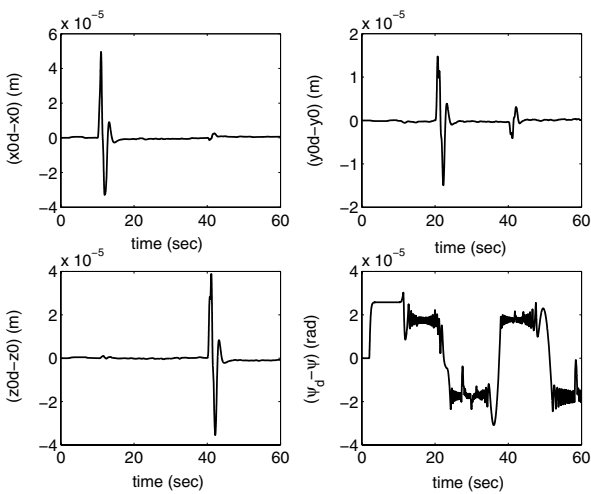 x 10⁻⁵
6
4
2
0
−2
−4
0 20 40 60
time (sec)
(x0d−x0) (m)
x 10⁻⁵
2
1
0
−1
−2
0 20 40 60
time (sec)
(y0d−y0) (m)
x 10⁻⁵
4
2
0
−2
−4
0 20 40 60
time (sec)
(z0d−z0) (m)
x 10⁻⁵
4
2
0
−2
−4
0 20 40 60
time (sec)
(ψ_d−ψ) (rad)